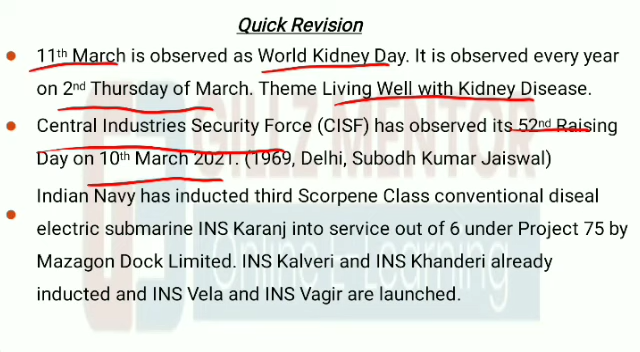 Quick Revision
11th March is observed as World Kidney Day. It is observed every year
on 2nd Thursday of March. Theme Living Well with Kidney Disease.
Central Industries Security Force (CISF) has observed its 52nd Raising
Day on 10th March 2021. (1969, Delhi, Subodh Kumar Jaiswal)
Indian Navy has inducted third Scorpene Class conventional diseal
electric submarine INS Karanj into service out of 6 under Project 75 by
Mazagon Dock Limited. INS Kalveri and INS Khanderi already
inducted and INS Vela and INS Vagir are launched.
GILLZ MENTOR
Online E-Learning